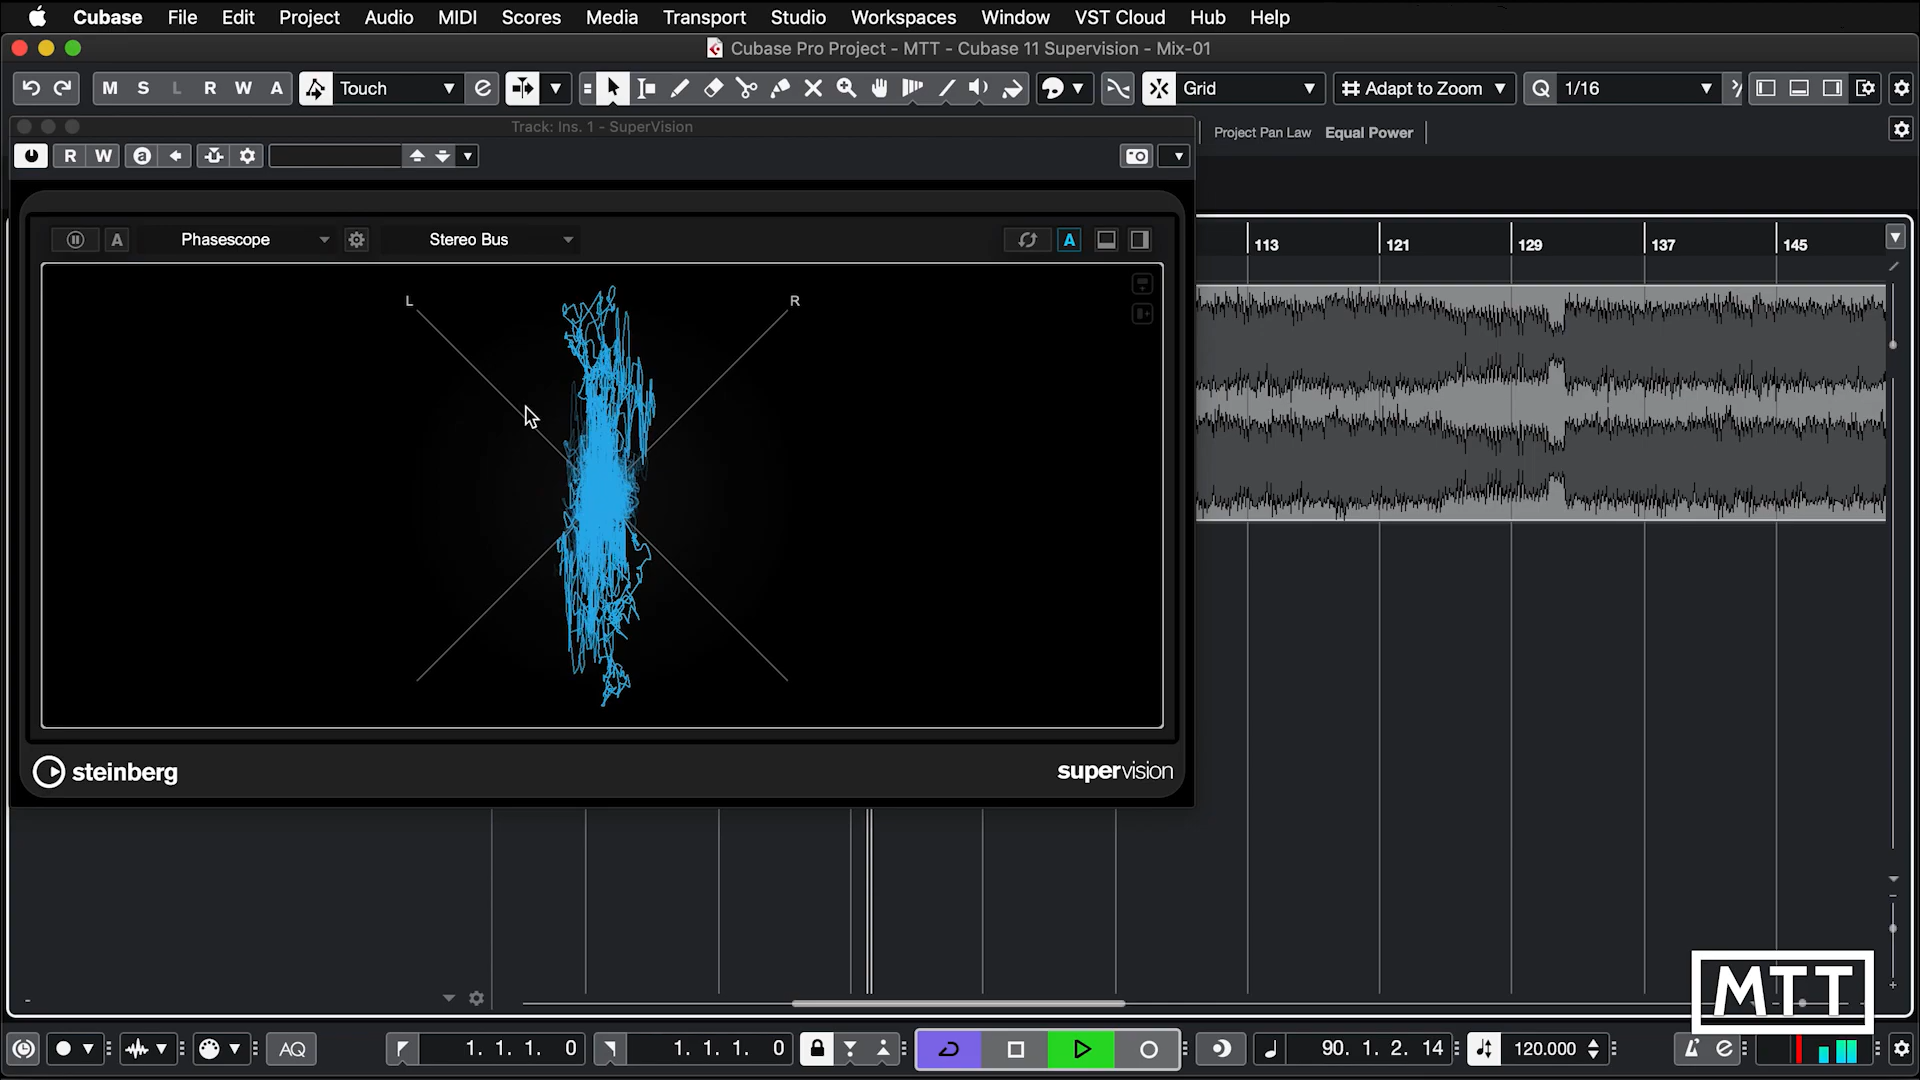 Cubase File Edit Project Audio MIDI Scores Media Transport Studio Workspaces Window VST Cloud Hub Help
Cubase Pro Project - MTT - Cubase 11 Supervision - Mix-01
M S L R W A Touch e Grid Adapt to Zoom Q 1/16
Track: Ins. 1 - SuperVision
Project Pan Law Equal Power
R W a
A Phasescope Stereo Bus A
113 121 129 137 145
L R
steinberg
supervision
MTT
AQ 1. 1. 1. 0 1. 1. 1. 0 90. 1. 2. 14 120.000 e